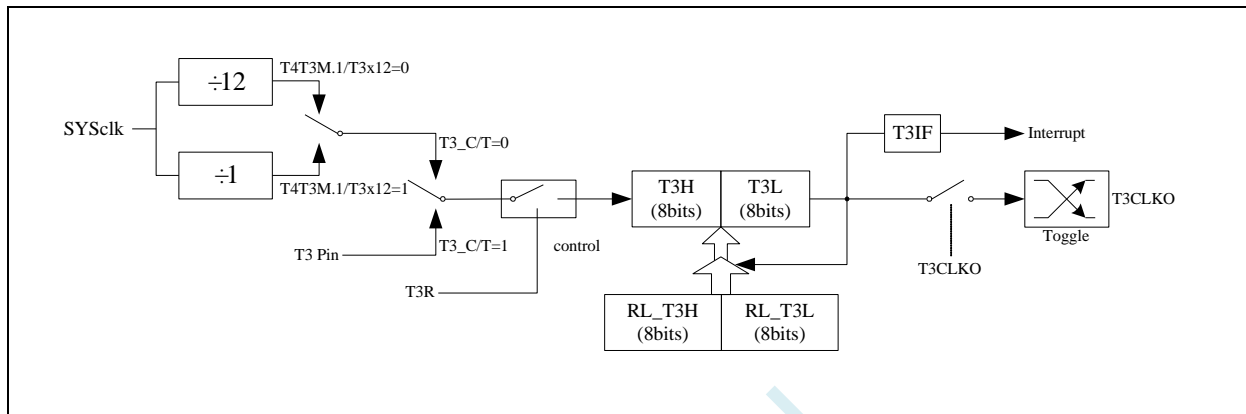 T4T3M.1/T3x12=0
÷12
SYSclk
T3_C/T=0
÷1
T4T3M.1/T3x12=1
T3 Pin
T3_C/T=1
control
T3R
T3H
(8bits)
T3L
(8bits)
RL_T3H
(8bits)
RL_T3L
(8bits)
T3IF
Interrupt
T3CLKO
Toggle
T3CLKO